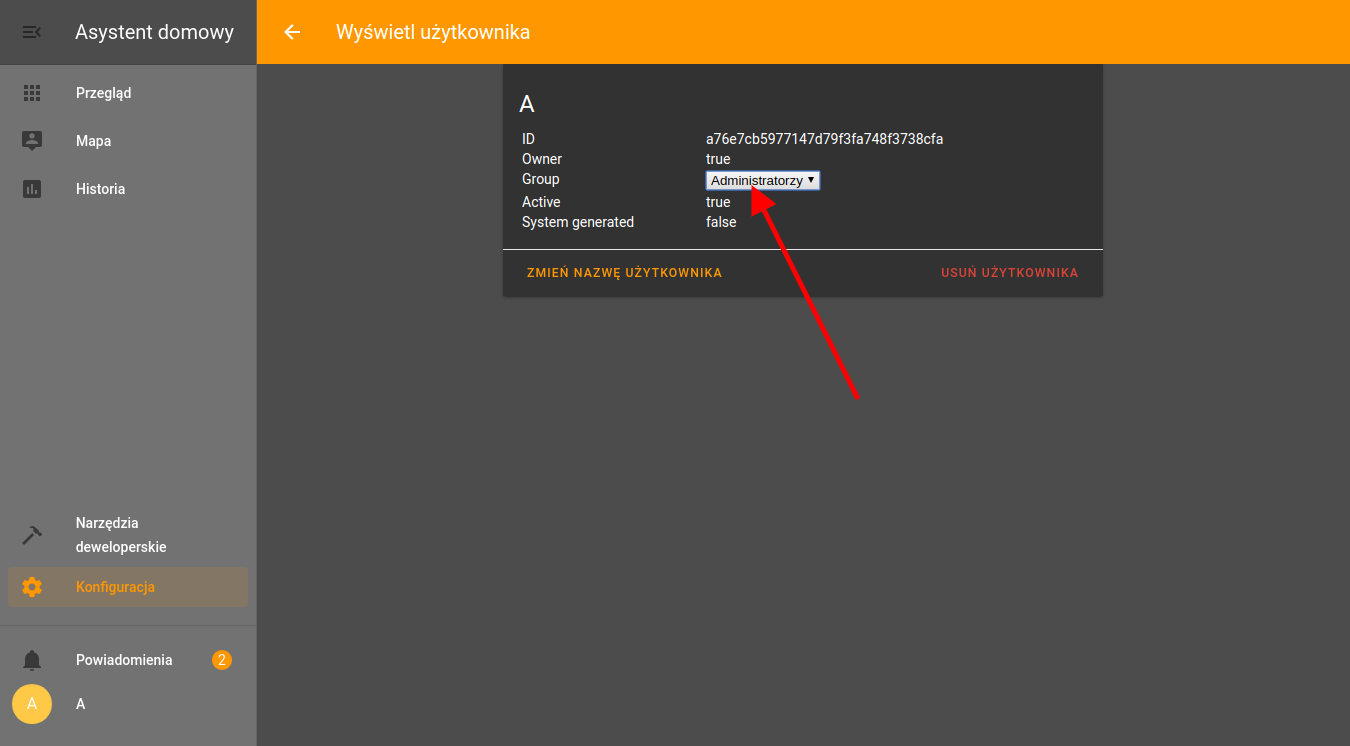 Asystent domowy
Wyświetl użytkownika
Przegląd
Mapa
Historia
A
ID a76e7cb5977147d79f3fa748f3738cfa
Owner true
Group Administratorzy
Active true
System generated false
ZMIEŃ NAZWĘ UŻYTKOWNIKA USUŃ UŻYTKOWNIKA
Narzędzia
deweloperskie
Konfiguracja
Powiadomienia 2
A A